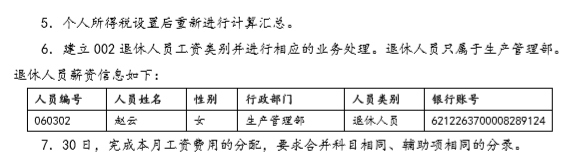 5．个人所得税设置后重新进行计算汇总。
6．建立 002 退休人员工资类别并进行相应的业务处理。退休人员只属于生产管理部。
退休人员薪资信息如下：
人员编号 人员姓名 性别 行政部门 人员类别 银行账号
060302 赵云 女 生产管理部 退休人员 6212263700008289124
7．30 日，完成本月工资费用的分配，要求合并科目相同、辅助项相同的分录。